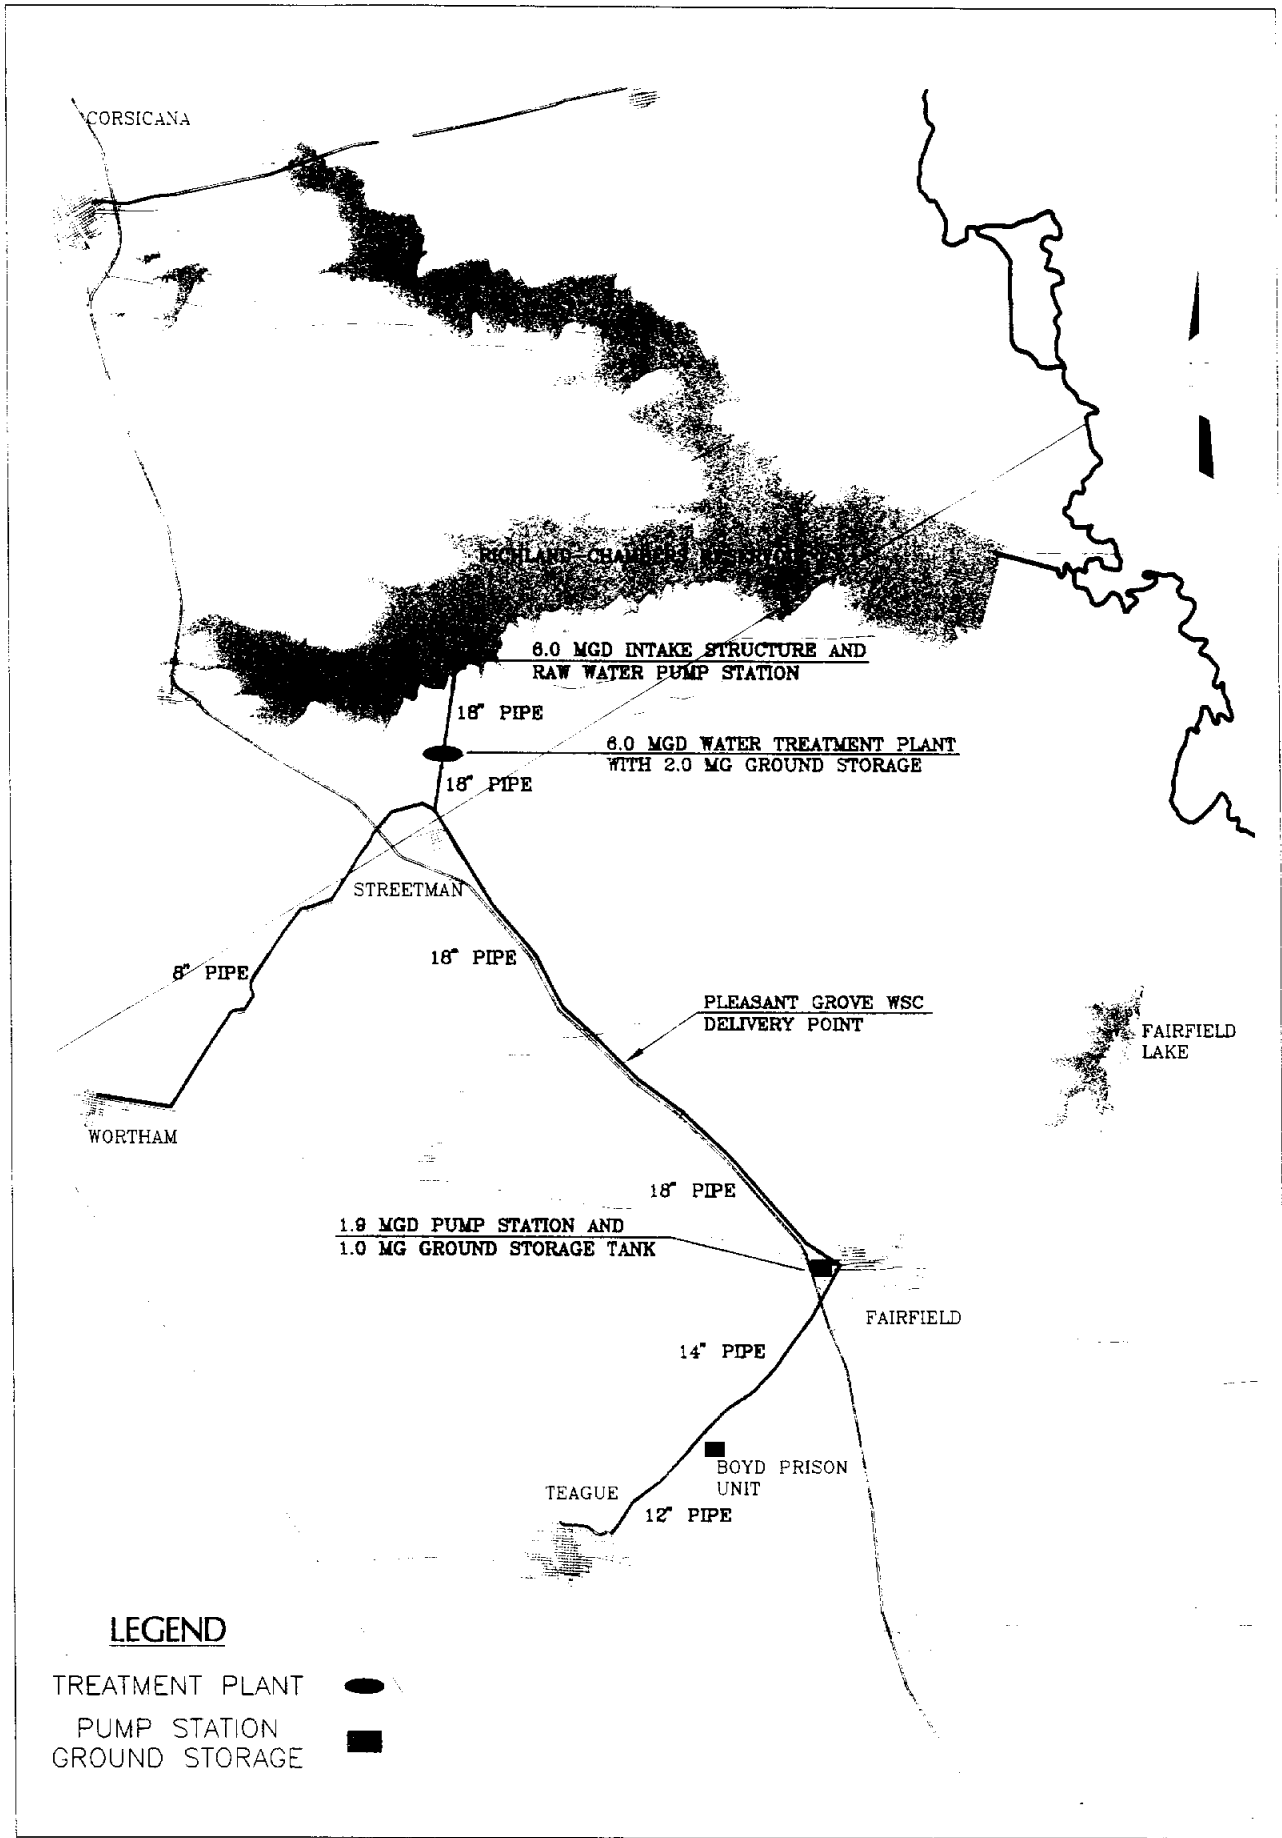 CORSICANA
RICHLAND-CHAMBERS RESERVOIR
6.0 MGD INTAKE STRUCTURE AND
RAW WATER PUMP STATION
18" PIPE
6.0 MGD WATER TREATMENT PLANT
WITH 2.0 MG GROUND STORAGE
18" PIPE
STREETMAN
18" PIPE
8" PIPE
PLEASANT GROVE WSC
DELIVERY POINT
FAIRFIELD
LAKE
WORTHAM
18" PIPE
1.9 MGD PUMP STATION AND
1.0 MG GROUND STORAGE TANK
FAIRFIELD
14" PIPE
BOYD PRISON
UNIT
TEAGUE
12" PIPE
LEGEND
TREATMENT PLANT
PUMP STATION
GROUND STORAGE